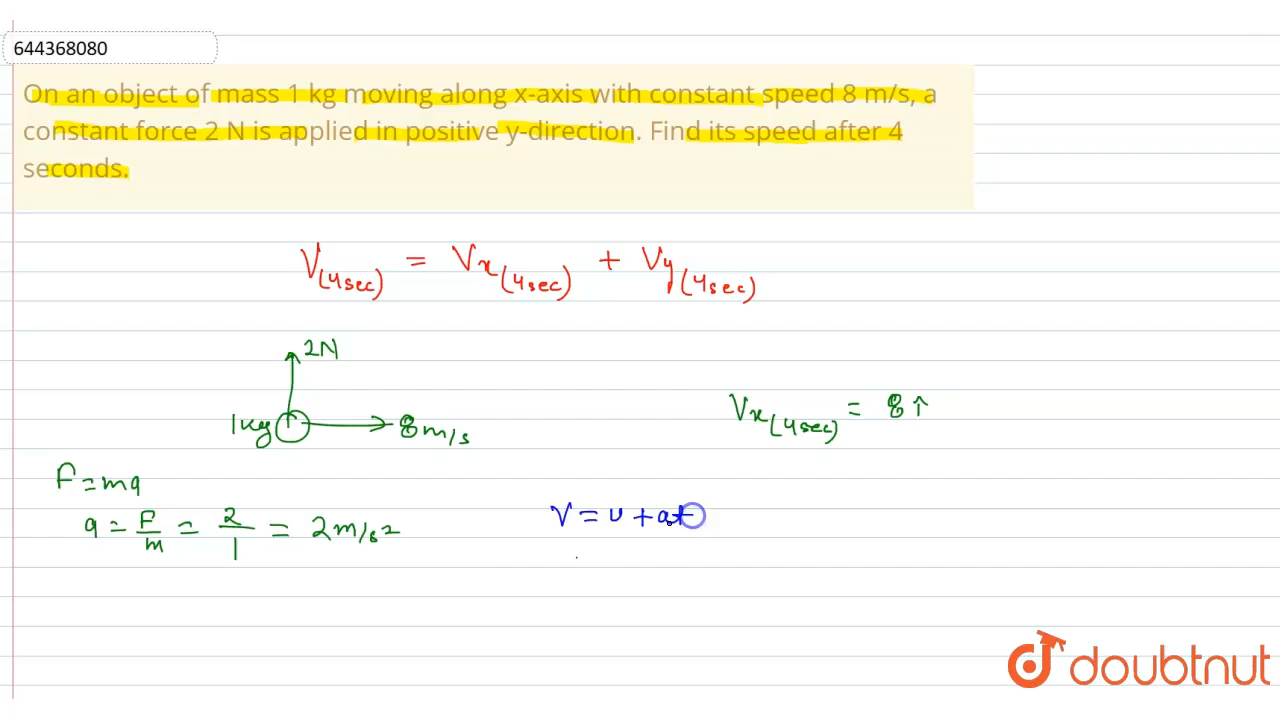 644368080
On an object of mass 1 kg moving along x-axis with constant speed 8 m/s, a
constant force 2 N is applied in positive y-direction. Find its speed after 4
seconds.
V(4sec) = Vx(4sec) + Vy(4sec)
2N
1kg 8m/s
Vx(4sec) = 8î
F=ma
a = F/m = 2/1 = 2m/s2
V = u + at
doubtnut